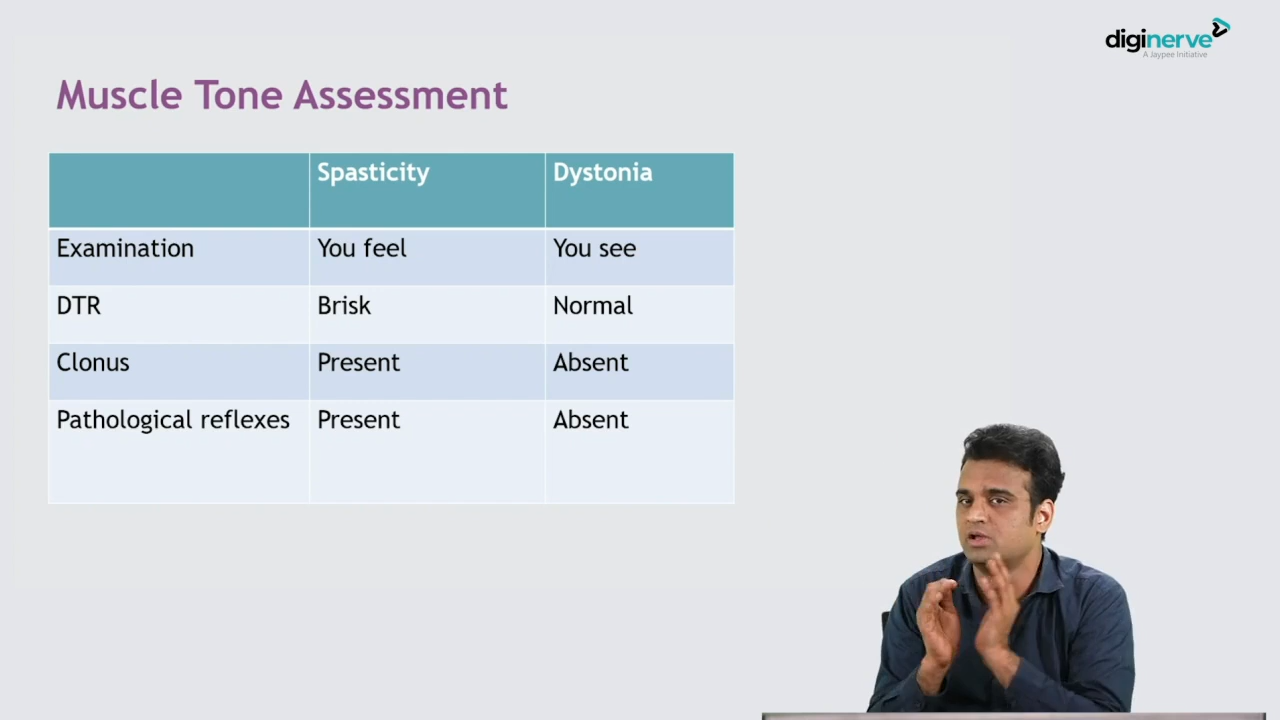 diginerve
A Jaypee Initiative
Muscle Tone Assessment
Spasticity Dystonia
Examination You feel You see
DTR Brisk Normal
Clonus Present Absent
Pathological reflexes Present Absent